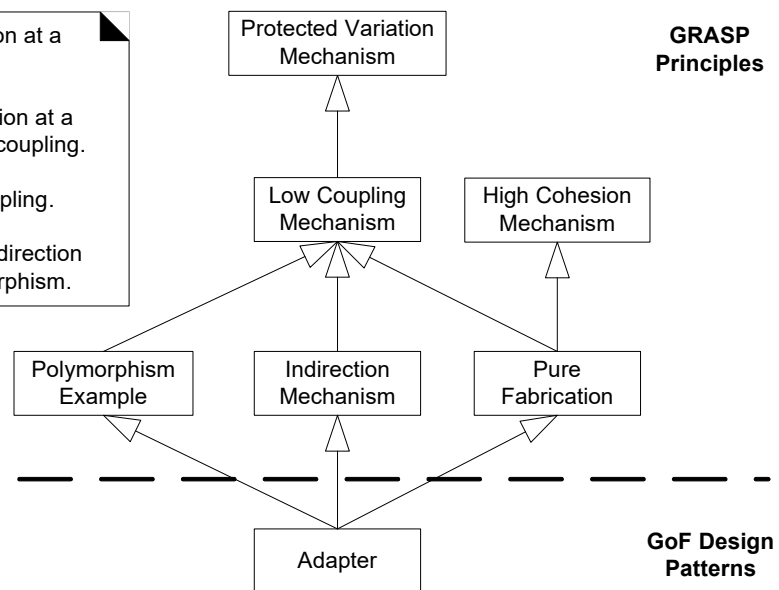 on at a
ion at a
coupling.
pling.
direction
rphism.
Protected Variation
Mechanism
GRASP
Principles
Low Coupling
Mechanism
High Cohesion
Mechanism
Polymorphism
Example
Indirection
Mechanism
Pure
Fabrication
Adapter
GoF Design
Patterns